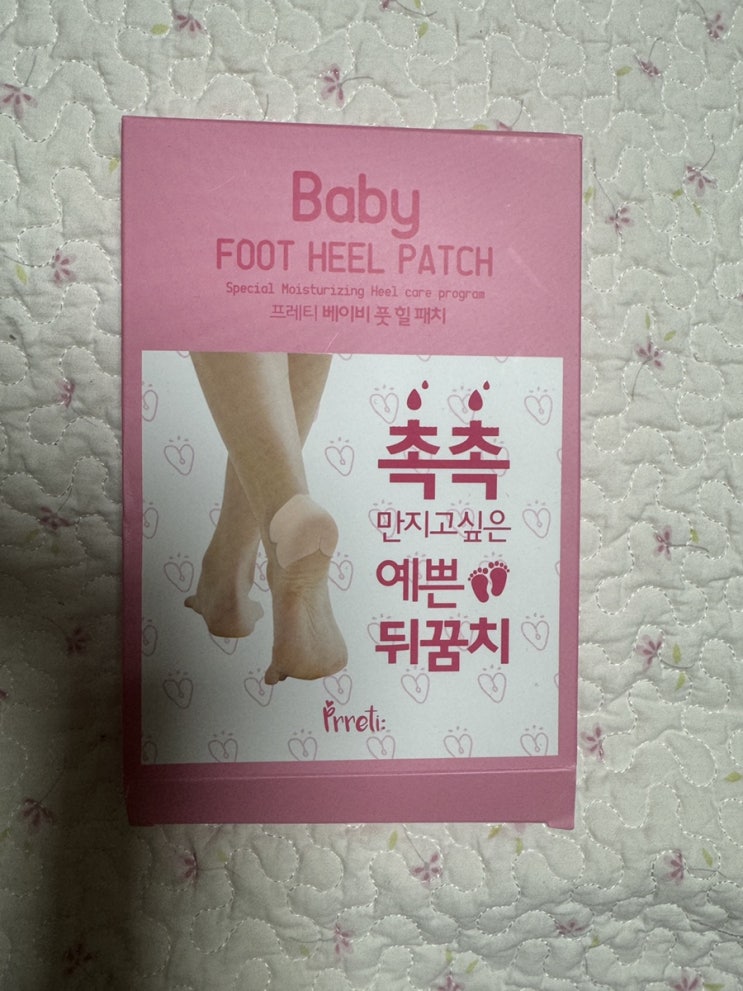 Baby
FOOT HEEL PATCH
Special Moisturizing Heel care program
프레티 베이비 풋 힐 패치
촉촉
만지고싶은
예쁜
뒤꿈치
Prreti: